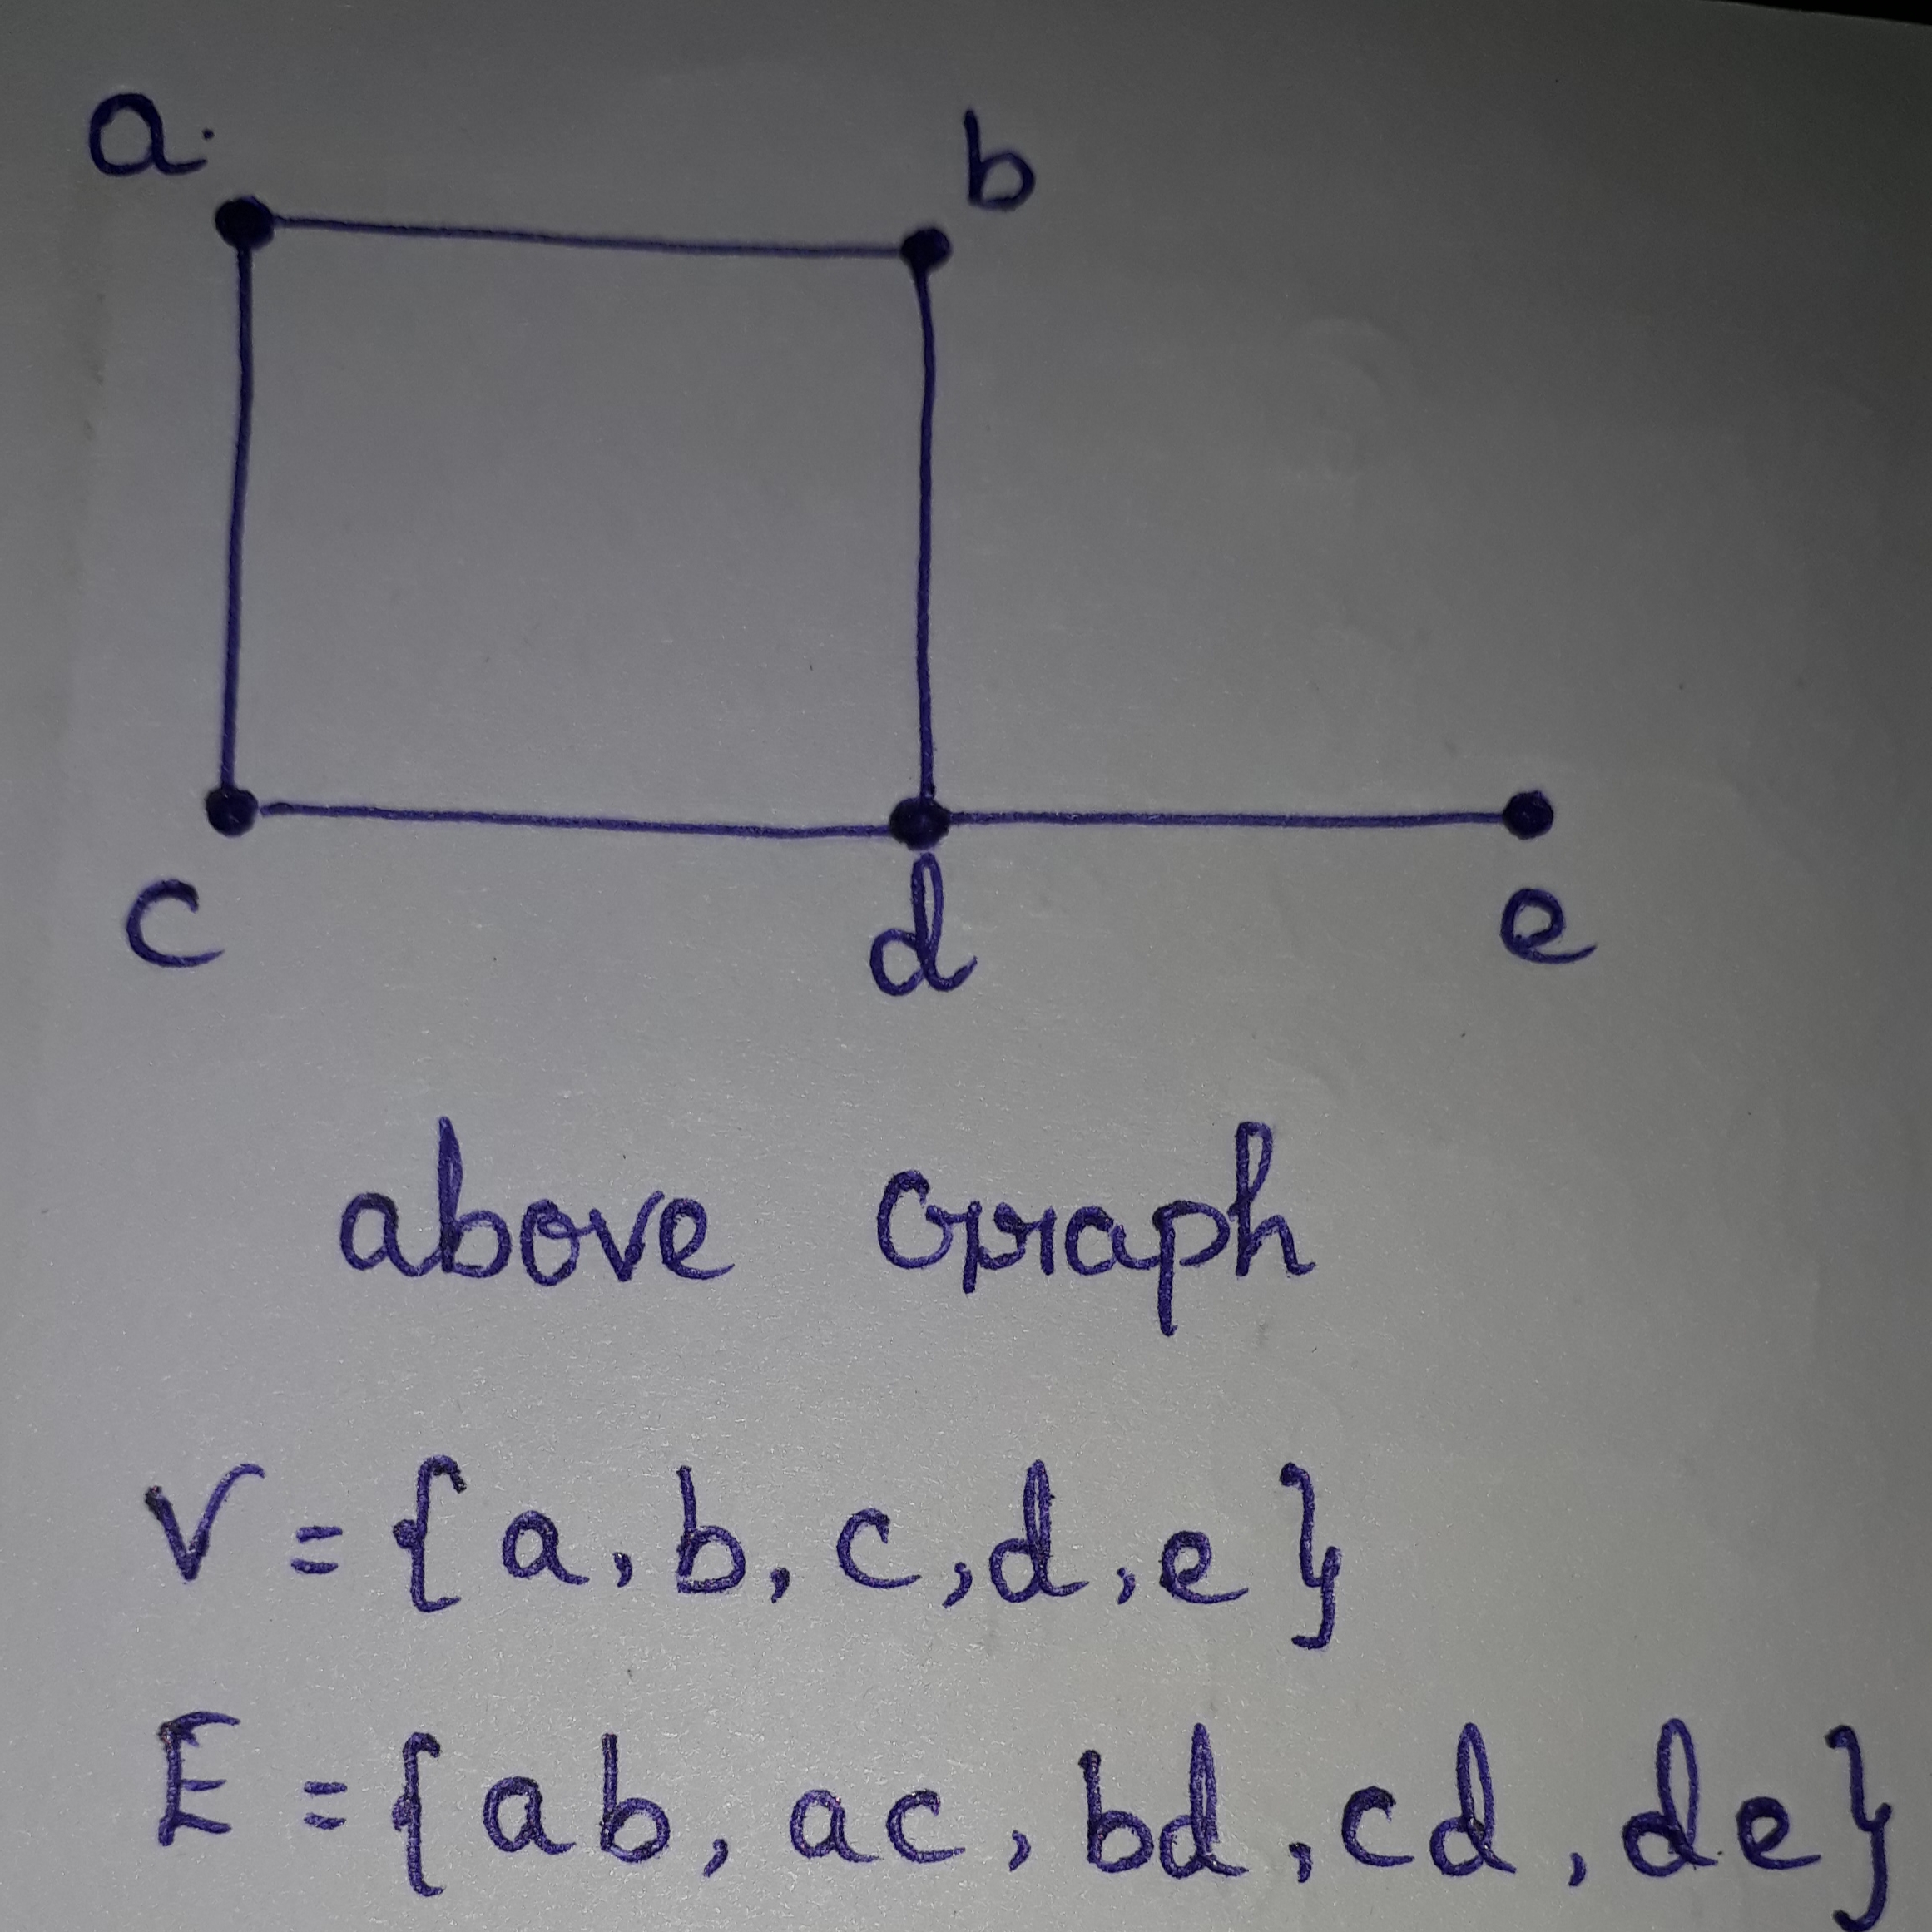 a b
c d e
above Graph
V = { a, b, c, d, e }
E = { ab, ac, bd, cd, de }